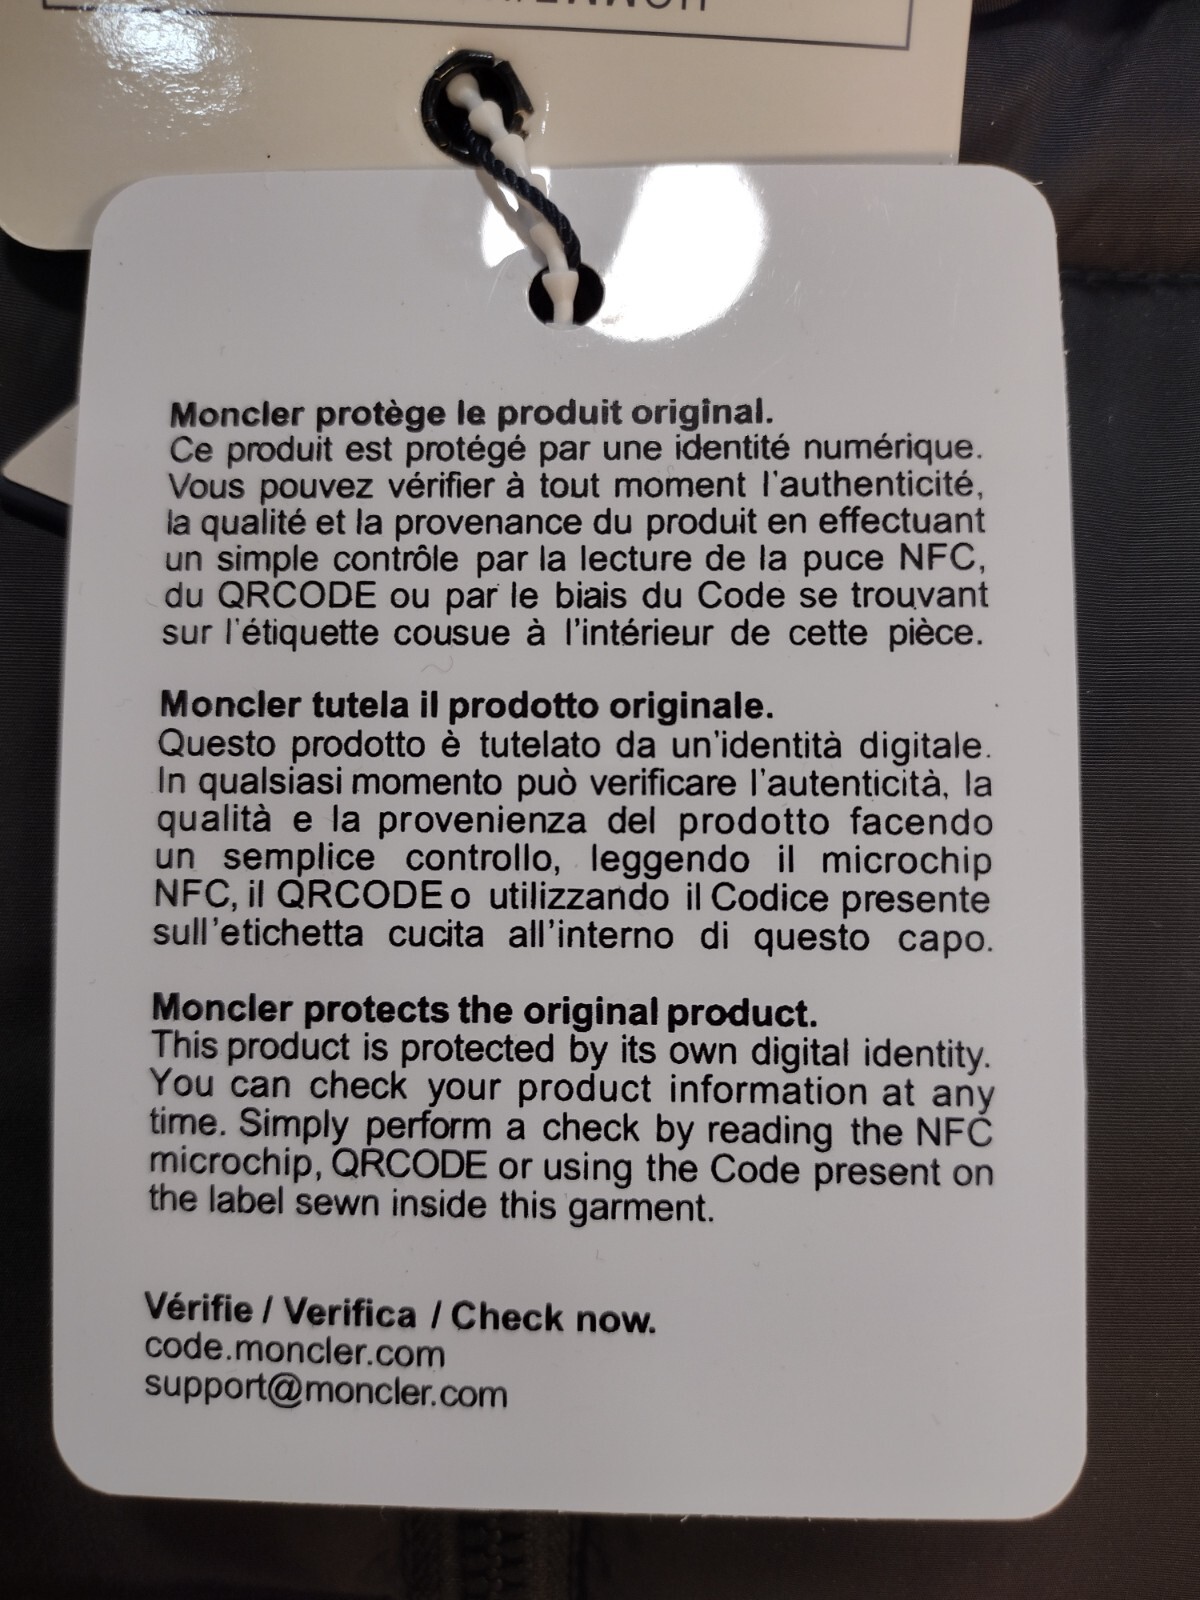 Moncler protège le produit original.
Ce produit est protégé par une identité numérique.
Vous pouvez vérifier à tout moment l'authenticité,
la qualité et la provenance du produit en effectuant
un simple contrôle par la lecture de la puce NFC,
du QRCODE ou par le biais du Code se trouvant
sur l'étiquette cousue à l'intérieur de cette pièce.
Moncler tutela il prodotto originale.
Questo prodotto è tutelato da un'identità digitale.
In qualsiasi momento può verificare l'autenticità, la
qualità e la provenienza del prodotto facendo
un semplice controllo, leggendo il microchip
NFC, il QRCODE o utilizzando il Codice presente
sull'etichetta cucita all'interno di questo capo.
Moncler protects the original product.
This product is protected by its own digital identity.
You can check your product information at any
time. Simply perform a check by reading the NFC
microchip, QRCODE or using the Code present on
the label sewn inside this garment.
Vérifie / Verifica / Check now.
code.moncler.com
support@moncler.com